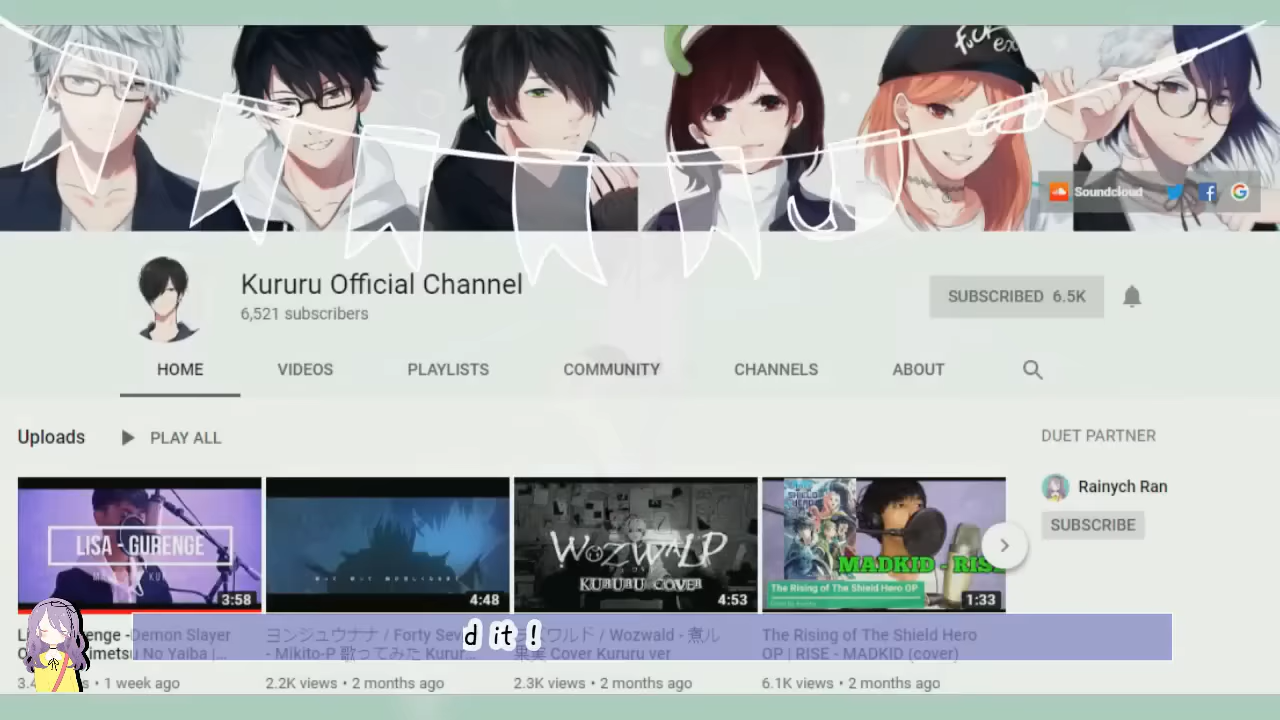 fuck
ex
Soundcloud
Kururu Official Channel
6,521 subscribers
SUBSCRIBED 6.5K
HOME
VIDEOS
PLAYLISTS
COMMUNITY
CHANNELS
ABOUT
Uploads
PLAY ALL
DUET PARTNER
Rainych Ran
SUBSCRIBE
LISA - GURENGE
3:58
4:48
WOZWALD
KURURU COVER
4:53
MADKID - RISE
The Rising of The Shield Hero OP
1:33
d it !
Demon Slayer
No Yaiba |...
1 week ago
ヨンジュウナナ / Forty Sev
- Mikito-P 歌ってみた Kurur...
2.2K views • 2 months ago
ワルド / Wozwald - 煮ル
果実 Cover Kururu ver
2.3K views • 2 months ago
The Rising of The Shield Hero
OP | RISE - MADKID (cover)
6.1K views • 2 months ago